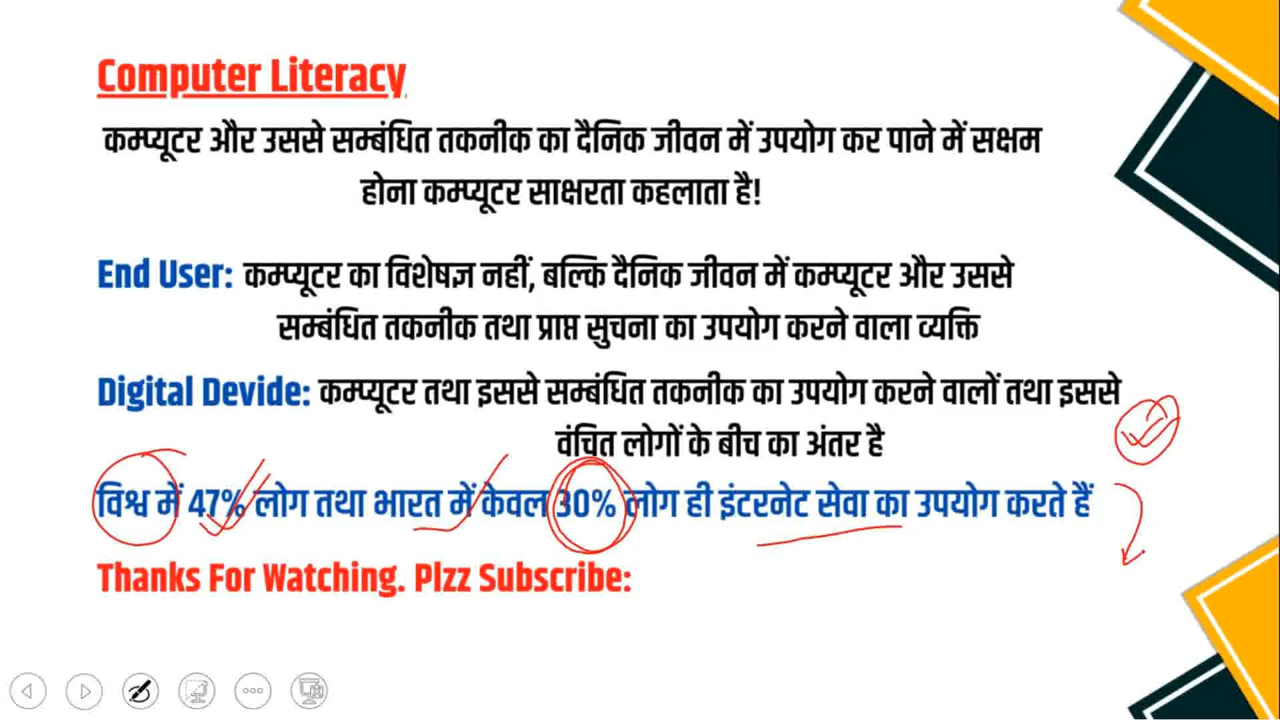 Computer Literacy
कम्प्यूटर और उससे सम्बंधित तकनीक का दैनिक जीवन में उपयोग कर पाने में सक्षम
होना कम्प्यूटर साक्षरता कहलाता है!
End User: कम्प्यूटर का विशेषज्ञ नहीं, बल्कि दैनिक जीवन में कम्प्यूटर और उससे
सम्बंधित तकनीक तथा प्राप्त सुचना का उपयोग करने वाला व्यक्ति
Digital Devide: कम्प्यूटर तथा इससे सम्बंधित तकनीक का उपयोग करने वालों तथा इससे
वंचित लोगों के बीच का अंतर है
विश्व में 47% लोग तथा भारत में केवल 30% लोग ही इंटरनेट सेवा का उपयोग करते हैं
Thanks For Watching. Plzz Subscribe: